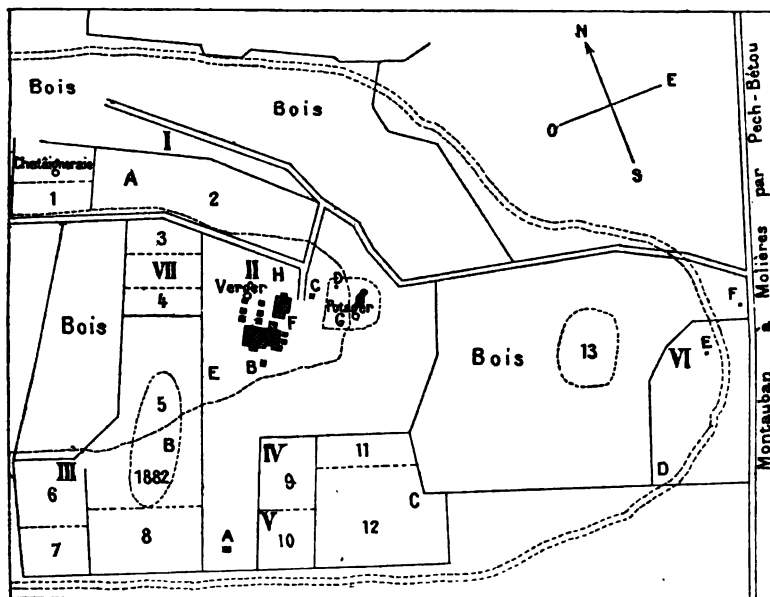 N
Bois
Bois
E
O
S
I
Chataigneraie
A
1
2
3
VII
4
II
H
Verger
C
D
Potager
G
F
B
E
Bois
5
B
1882
III
6
7
8
A
IV
9
V
10
11
12
C
Bois
13
VI
E
F
D
Montauban à Molières par Pech-Bétou